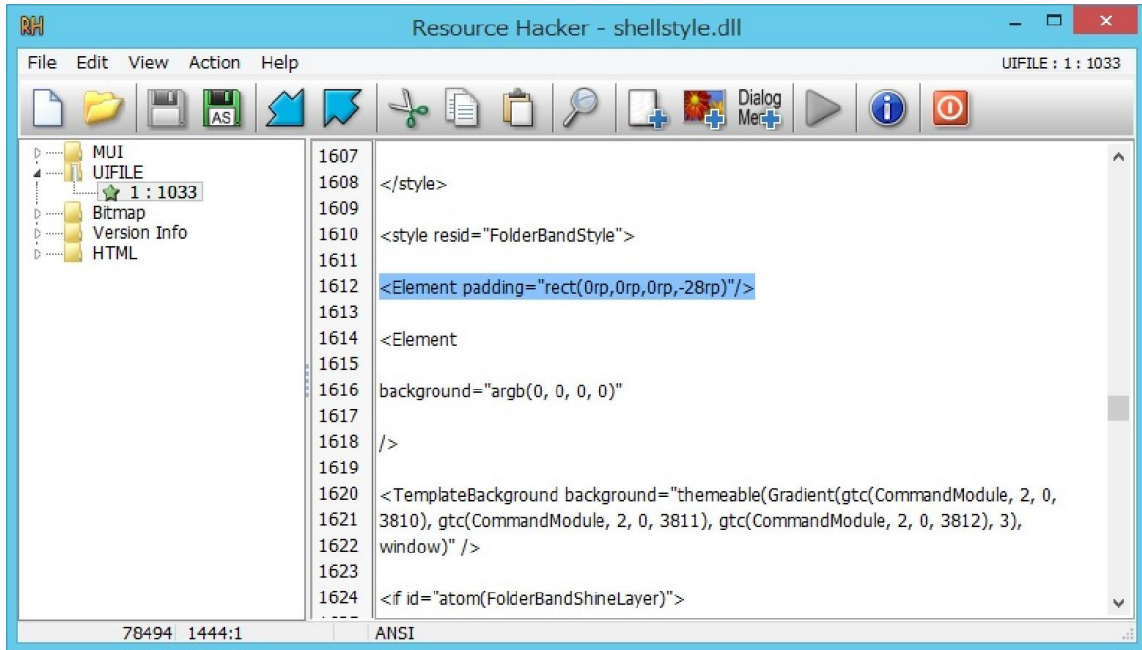 RH
Resource Hacker - shellstyle.dll
File Edit View Action Help
UIFILE : 1 : 1033
AS
Dialog
MUI
UIFILE
1 : 1033
Bitmap
Version Info
HTML
1607
1608 </style>
1609
1610 <style resid="FolderBandStyle">
1611
1612 <Element padding="rect(0rp,0rp,0rp,-28rp)"/>
1613
1614 <Element
1615
1616 background="argb(0, 0, 0, 0)"
1617
1618 />
1619
1620 <TemplateBackground background="themeable(Gradient(gtc(CommandModule, 2, 0,
1621 3810), gtc(CommandModule, 2, 0, 3811), gtc(CommandModule, 2, 0, 3812), 3),
1622 window)" />
1623
1624 <if id="atom(FolderBandShineLayer)">
78494 1444:1 ANSI